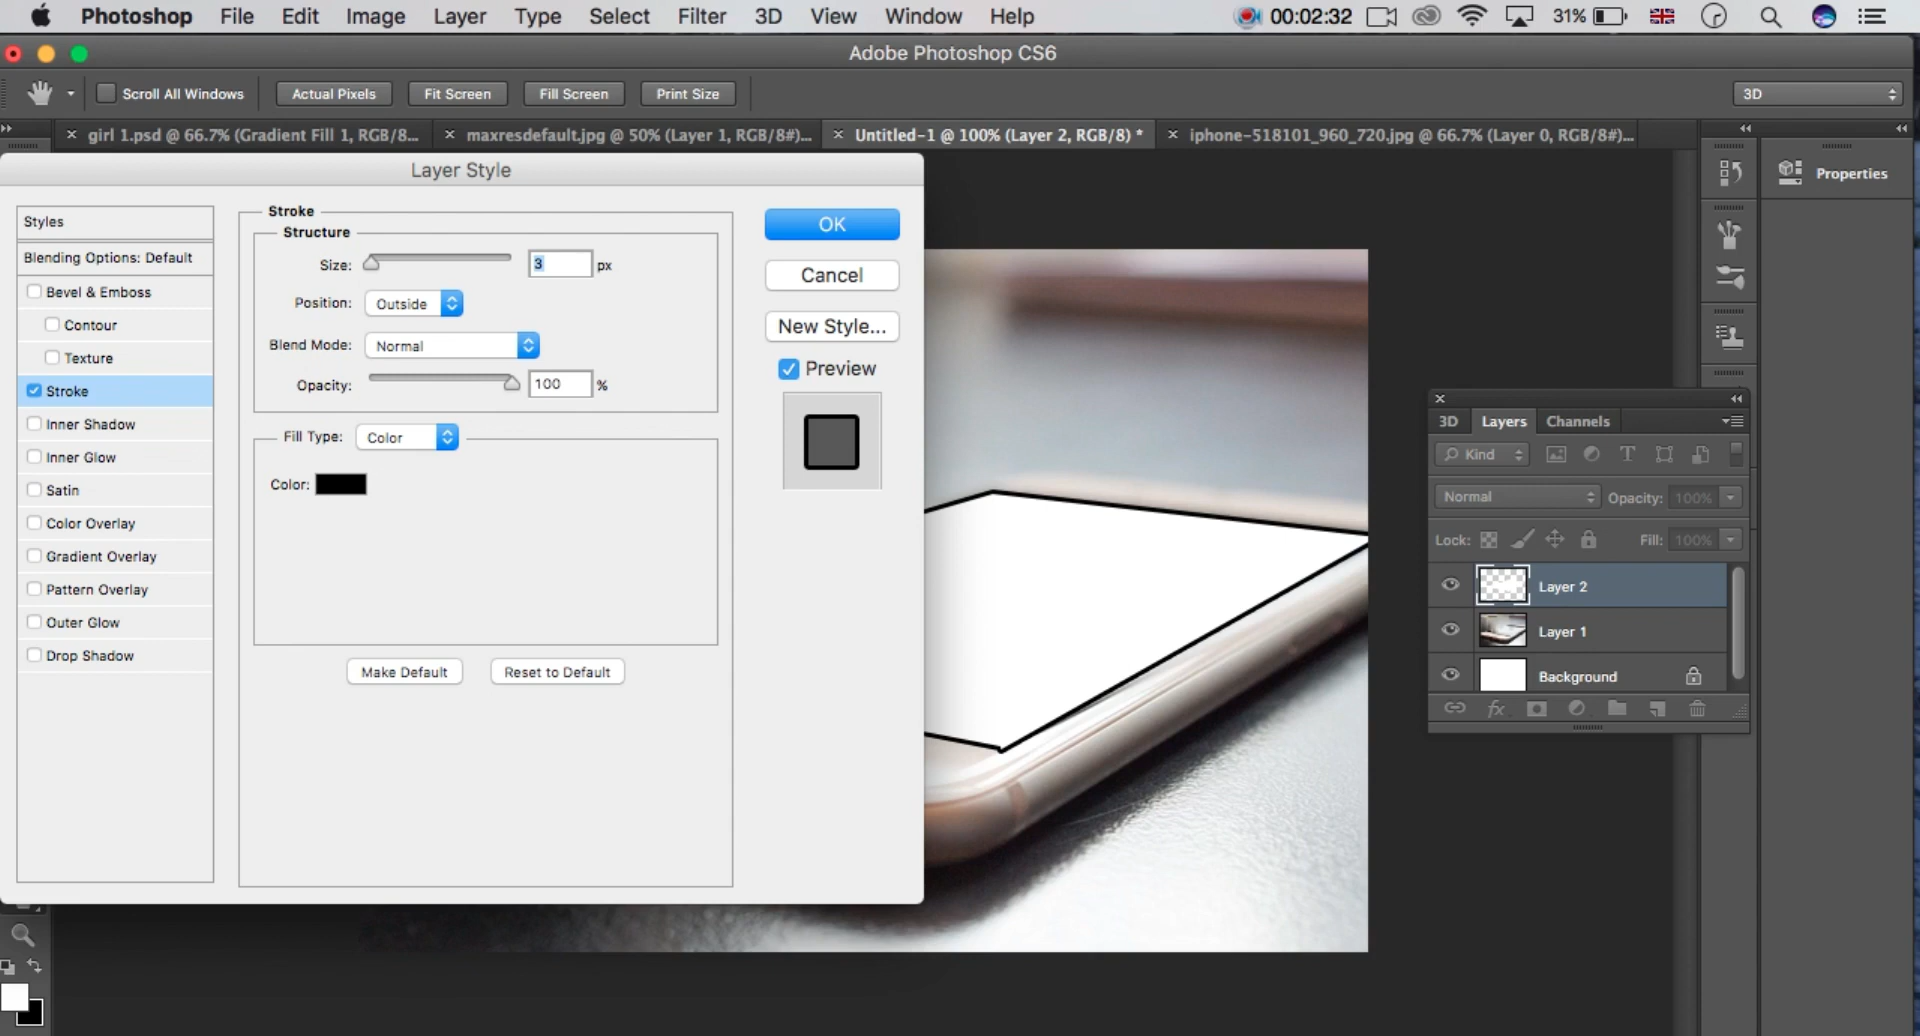 Photoshop File Edit Image Layer Type Select Filter 3D View Window Help 00:02:32 31%
Adobe Photoshop CS6
Scroll All Windows Actual Pixels Fit Screen Fill Screen Print Size 3D
girl 1.psd @ 66.7% (Gradient Fill 1, RGB/8... maxresdefault.jpg @ 50% (Layer 1, RGB/8#)... Untitled-1 @ 100% (Layer 2, RGB/8) * iphone-518101_960_720.jpg @ 66.7% (Layer 0, RGB/8#)...
Layer Style
Styles
Blending Options: Default
Bevel & Emboss
Contour
Texture
Stroke
Inner Shadow
Inner Glow
Satin
Color Overlay
Gradient Overlay
Pattern Overlay
Outer Glow
Drop Shadow
Stroke
Structure
Size: 3 px
Position: Outside
Blend Mode: Normal
Opacity: 100 %
Fill Type: Color
Color:
Make Default Reset to Default
OK
Cancel
New Style...
Preview
Properties
3D Layers Channels
Kind
Normal Opacity: 100%
Lock: Fill: 100%
Layer 2
Layer 1
Background
fx